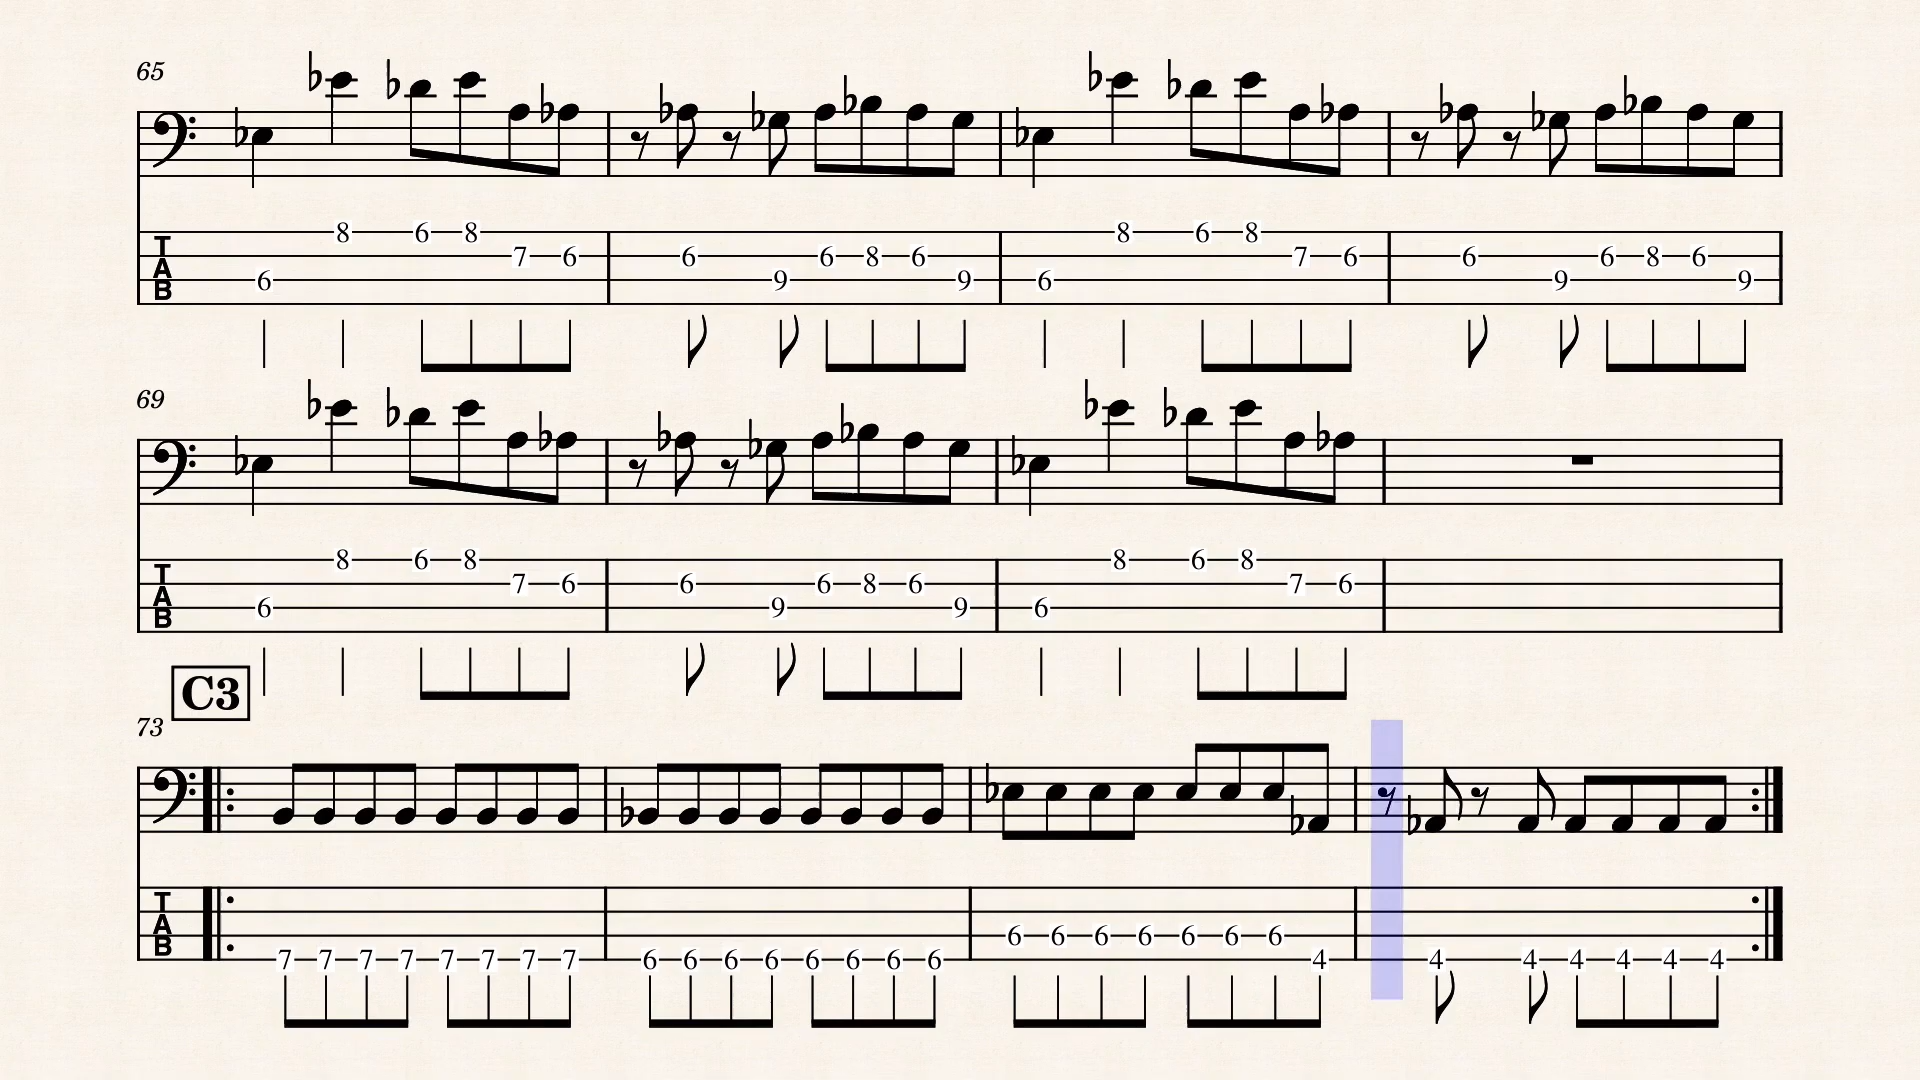 65
8 6 8 8 6 8
T 7 6 6 6 8 6 7 6 6 6 8 6
A 6 9 9 6 9 9
B
69
8 6 8 8 6 8
T 7 6 6 6 8 6 7 6
A 6 9 9 6
B
C3
73
T
A 6 6 6 6 6 6 6
B 7 7 7 7 7 7 7 7 6 6 6 6 6 6 6 6 4 4 4 4 4 4 4